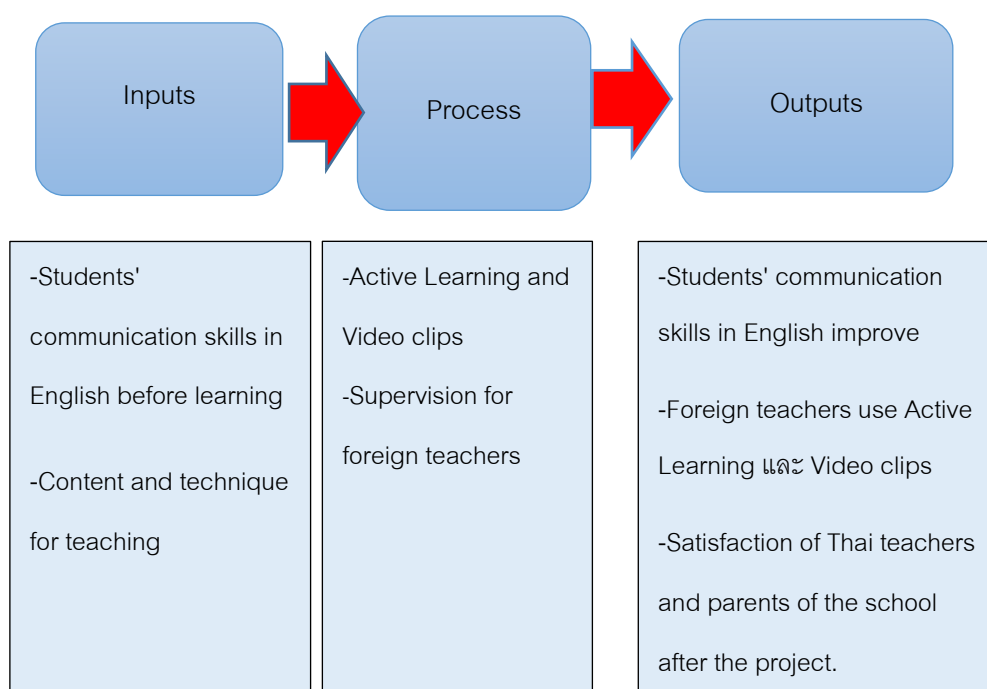 Inputs
Process
Outputs
-Students'
communication skills in
English before learning
-Content and technique
for teaching
-Active Learning and
Video clips
-Supervision for
foreign teachers
-Students' communication
skills in English improve
-Foreign teachers use Active
Learning และ Video clips
-Satisfaction of Thai teachers
and parents of the school
after the project.